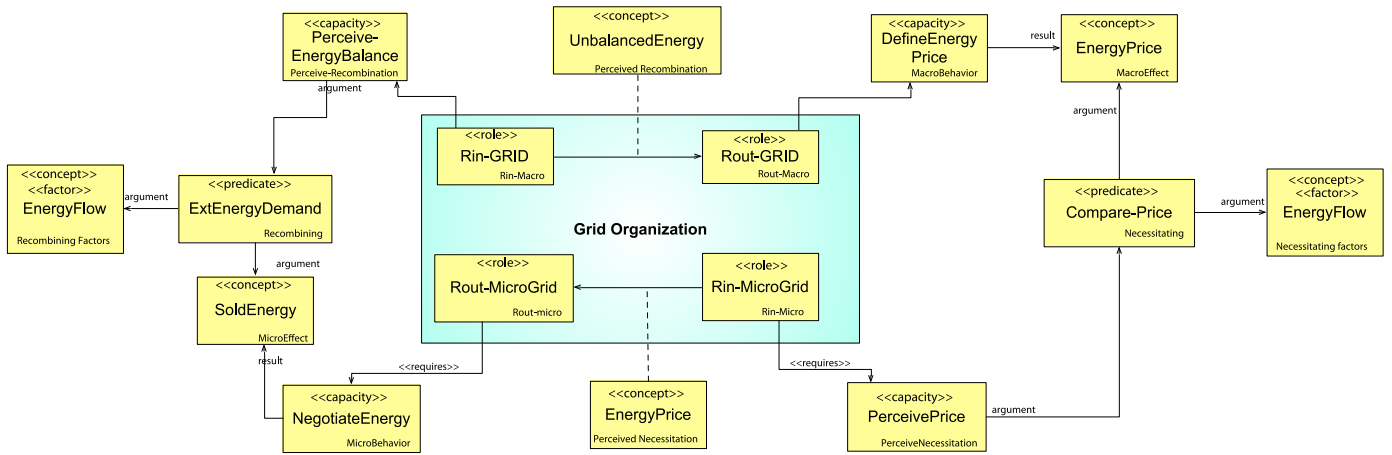 <<capacity>>
Perceive-
EnergyBalance
Perceive-Recombination
<<concept>>
UnbalancedEnergy
Perceived Recombination
<<capacity>>
DefineEnergy
Price
MacroBehavior
result
<<concept>>
EnergyPrice
MacroEffect
argument
argument
<<role>>
Rin-GRID
Rin-Macro
<<role>>
Rout-GRID
Rout-Macro
<<concept>>
<<factor>>
EnergyFlow
Recombining Factors
argument
<<predicate>>
ExtEnergyDemand
Recombining
Grid Organization
<<predicate>>
Compare-Price
Necessitating
argument
<<concept>>
<<factor>>
EnergyFlow
Necessitating factors
argument
<<concept>>
SoldEnergy
MicroEffect
<<role>>
Rout-MicroGrid
Rout-micro
<<role>>
Rin-MicroGrid
Rin-Micro
result
<<requires>>
<<requires>>
<<capacity>>
NegotiateEnergy
MicroBehavior
<<concept>>
EnergyPrice
Perceived Necessitation
<<capacity>>
PerceivePrice
PerceiveNecessitation
argument